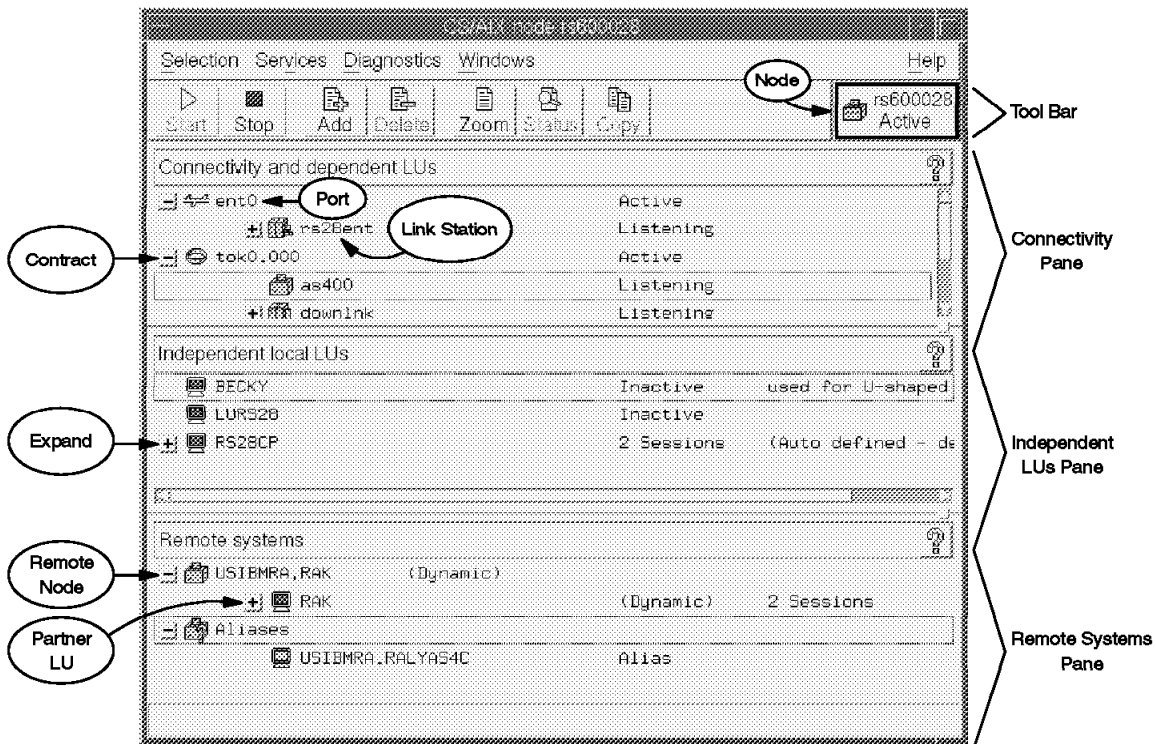 CS/AIX node rs600028
Selection Services Diagnostics Windows Help
Node
Start Stop Add Delete Zoom Status Copy
rs600028
Active
Tool Bar
Connectivity and dependent LUs ?
ent0 Port Active
rs28ent Link Station Listening
Contract
tok0.000 Active
as400 Listening
downlnk Listening
Connectivity
Pane
Independent local LUs ?
BECKY Inactive used for U-shaped
LURS28 Inactive
Expand
RS28CP 2 Sessions (Auto defined - de
Independent
LUs Pane
Remote systems ?
Remote
Node
USIBMRA.RAK (Dynamic)
RAK (Dynamic) 2 Sessions
Partner
LU
Aliases
USIBMRA.RALYAS4C Alias
Remote Systems
Pane